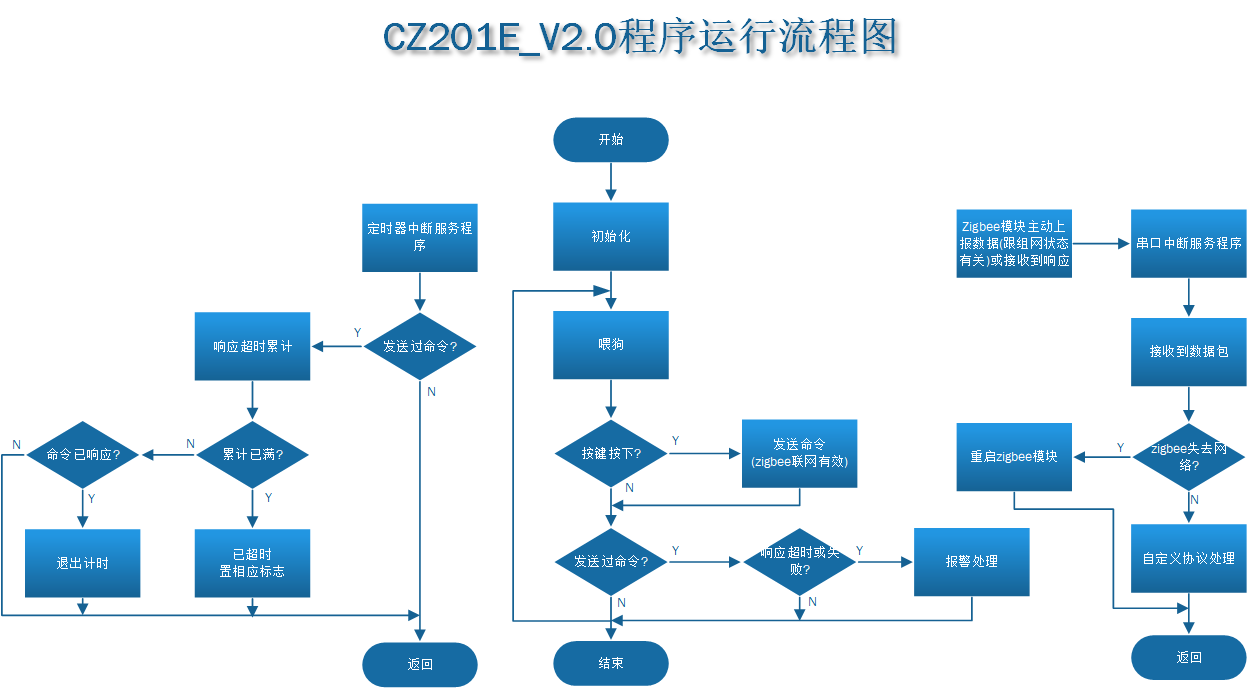 CZ201E_V2.0程序运行流程图
开始
定时器中断服务程
序
初始化
Zigbee模块主动上
报数据(跟组网状态
有关)或接收到响应
串口中断服务程序
响应超时累计
Y
发送过命令?
N
喂狗
接收到数据包
N
命令已响应?
N
累计已满?
Y
Y
按键按下?
Y
N
发送命令
(zigbee联网有效)
重启zigbee模块
Y
zigbee失去网
络?
N
退出计时
已超时
置相应标志
发送过命令?
Y
N
响应超时或失
败?
Y
N
报警处理
自定义协议处理
返回
结束
返回